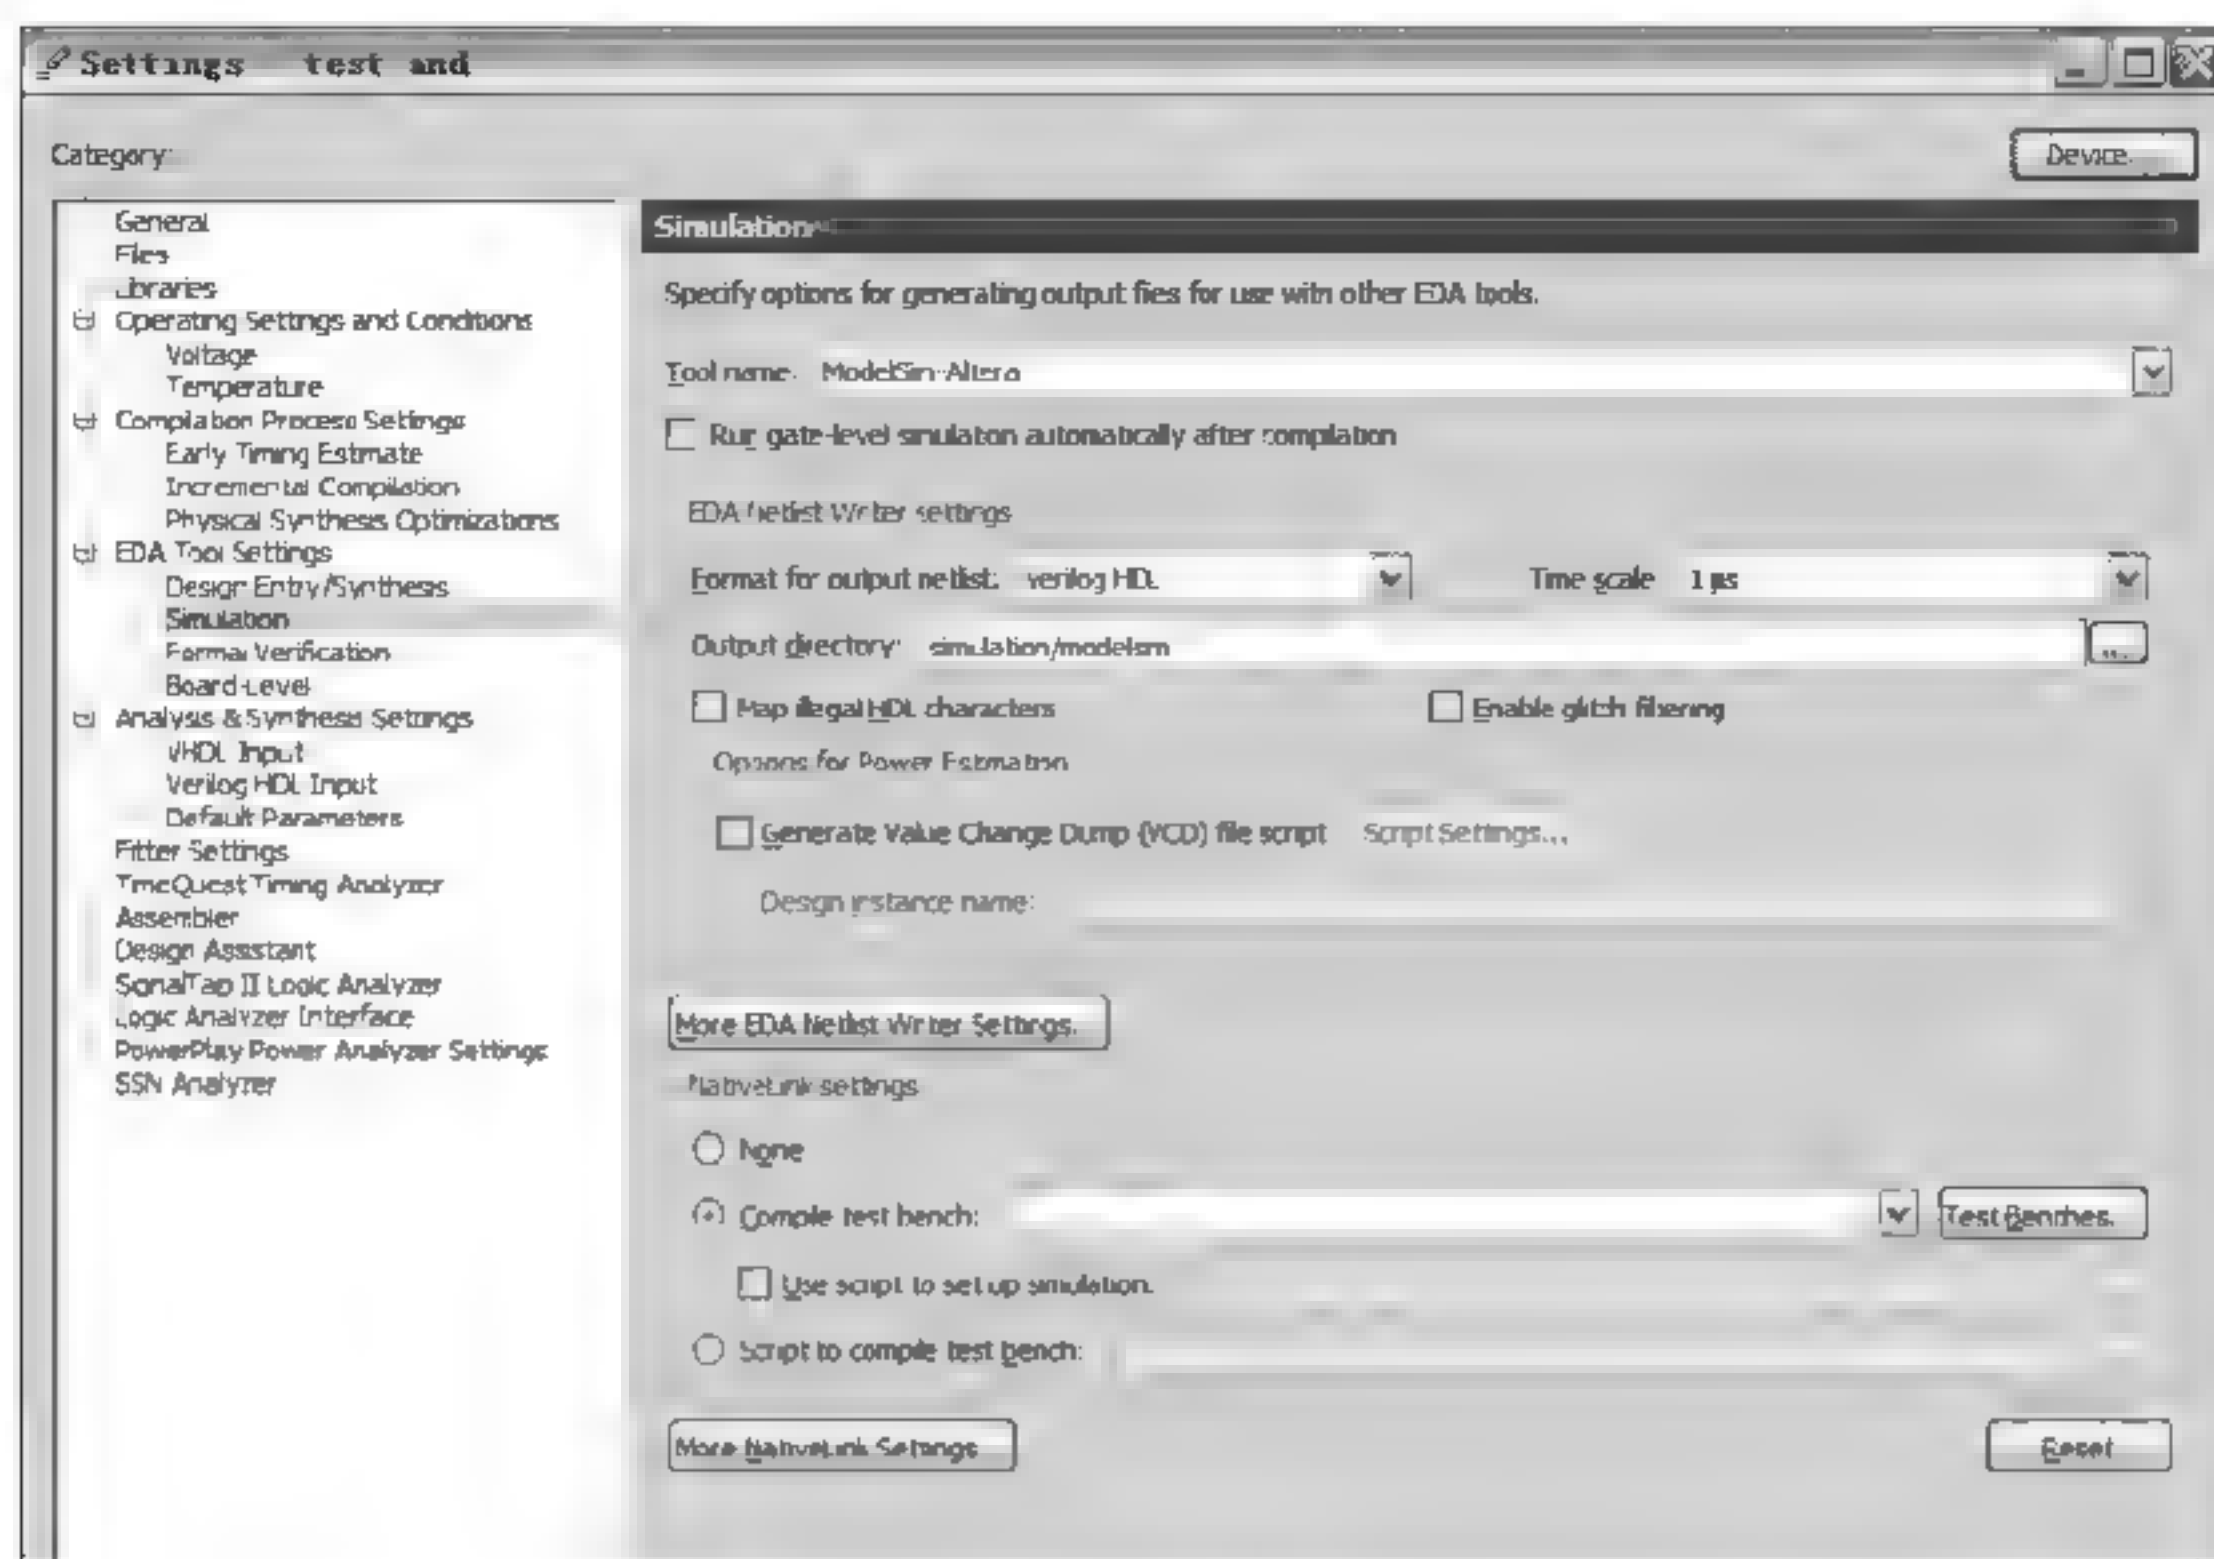 Settings test and
Category:
Device...
General
Files
Libraries
Operating Settings and Conditions
Voltage
Temperature
Compilation Process Settings
Early Timing Estimate
Incremental Compilation
Physical Synthesis Optimizations
EDA Tool Settings
Design Entry/Synthesis
Simulation
Formal Verification
Board-Level
Analysis & Synthesis Settings
VHDL Input
Verilog HDL Input
Default Parameters
Fitter Settings
TimeQuest Timing Analyzer
Assembler
Design Assistant
SignalTap II Logic Analyzer
Logic Analyzer Interface
PowerPlay Power Analyzer Settings
SSN Analyzer
Simulation
Specify options for generating output files for use with other EDA tools.
Tool name: ModelSim-Altera
Run gate-level simulation automatically after compilation
EDA Netlist Writer settings
Format for output netlist: Verilog HDL Time scale 1 ps
Output directory: simulation/modelsim
...
Map illegal HDL characters Enable glitch filtering
Options for Power Estimation
Generate Value Change Dump (VCD) file script Script Settings...
Design instance name:
More EDA Netlist Writer Settings...
NativeLink settings
None
Compile test bench: Test Benches...
Use script to set up simulation:
Script to compile test bench:
More NativeLink Settings Reset